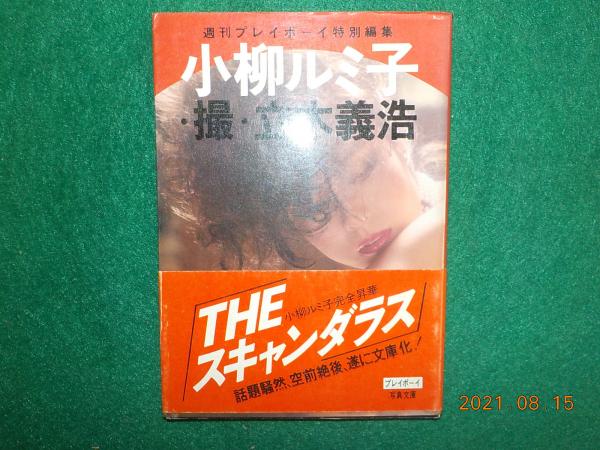 週刊プレイボーイ特別編集
小柳ルミ子
・撮・立木義浩
小柳ルミ子完全昇華
THE
スキャンダラス
話題騒然、空前絶後、遂に文庫化!
プレイボーイ
写真文庫
2021.08.15